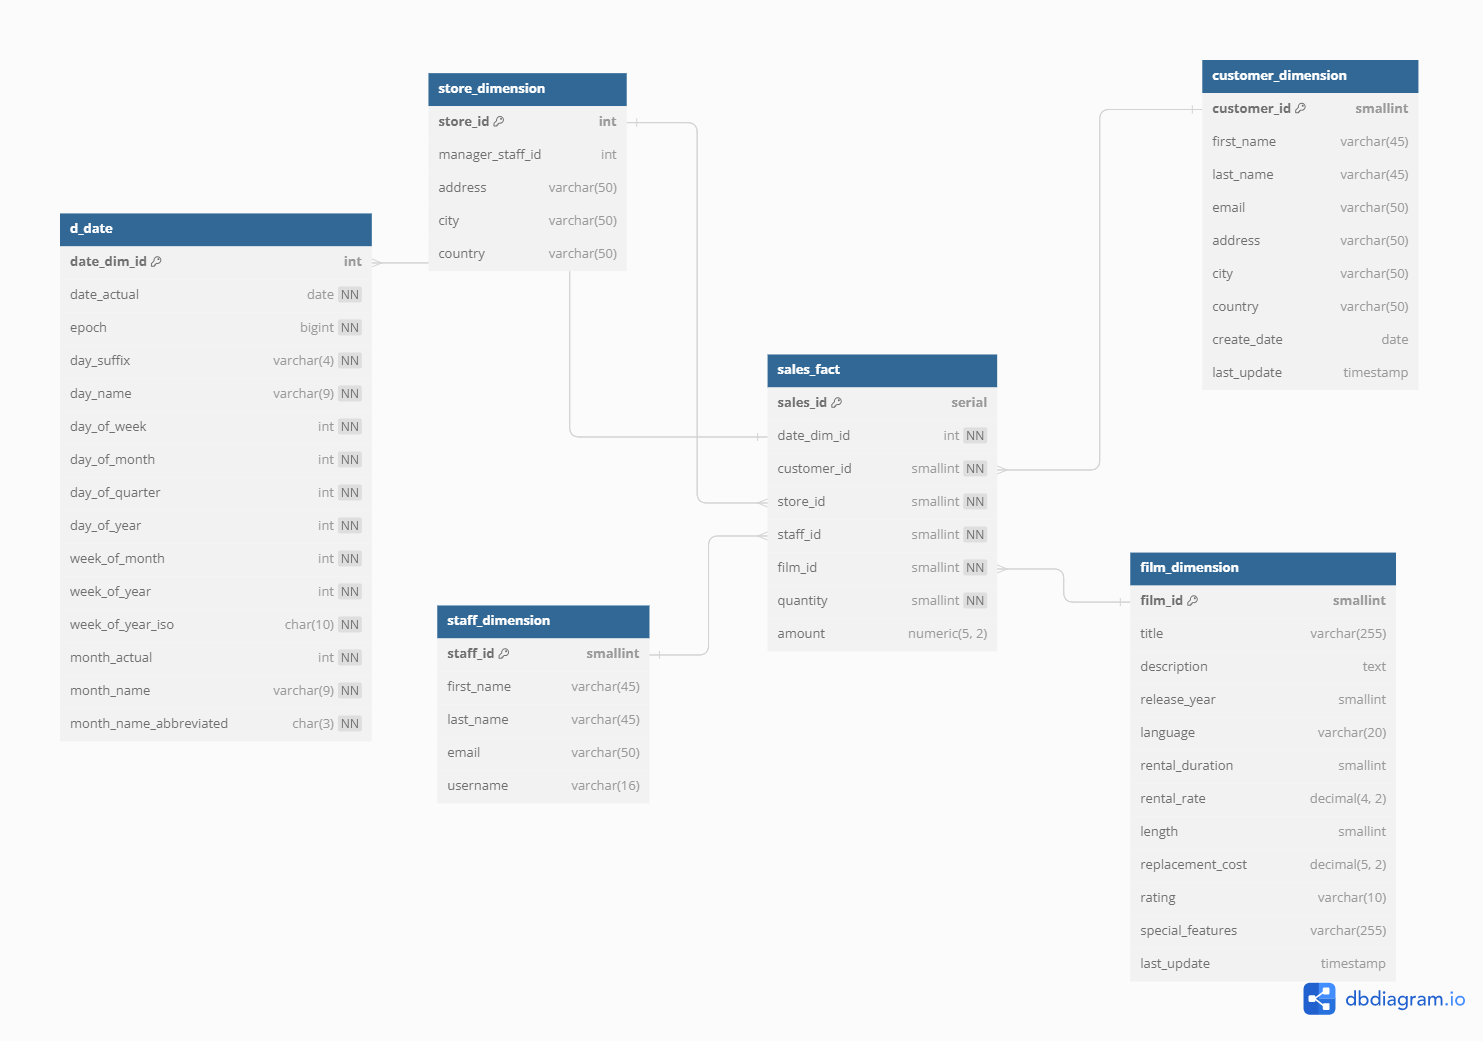 store_dimension
store_id int
manager_staff_id int
address varchar(50)
city varchar(50)
country varchar(50)
customer_dimension
customer_id smallint
first_name varchar(45)
last_name varchar(45)
email varchar(50)
address varchar(50)
city varchar(50)
country varchar(50)
create_date date
last_update timestamp
d_date
date_dim_id int
date_actual date NN
epoch bigint NN
day_suffix varchar(4) NN
day_name varchar(9) NN
day_of_week int NN
day_of_month int NN
day_of_quarter int NN
day_of_year int NN
week_of_month int NN
week_of_year int NN
week_of_year_iso char(10) NN
month_actual int NN
month_name varchar(9) NN
month_name_abbreviated char(3) NN
sales_fact
sales_id serial
date_dim_id int NN
customer_id smallint NN
store_id smallint NN
staff_id smallint NN
film_id smallint NN
quantity smallint NN
amount numeric(5, 2)
staff_dimension
staff_id smallint
first_name varchar(45)
last_name varchar(45)
email varchar(50)
username varchar(16)
film_dimension
film_id smallint
title varchar(255)
description text
release_year smallint
language varchar(20)
rental_duration smallint
rental_rate decimal(4, 2)
length smallint
replacement_cost decimal(5, 2)
rating varchar(10)
special_features varchar(255)
last_update timestamp
dbdiagram.io